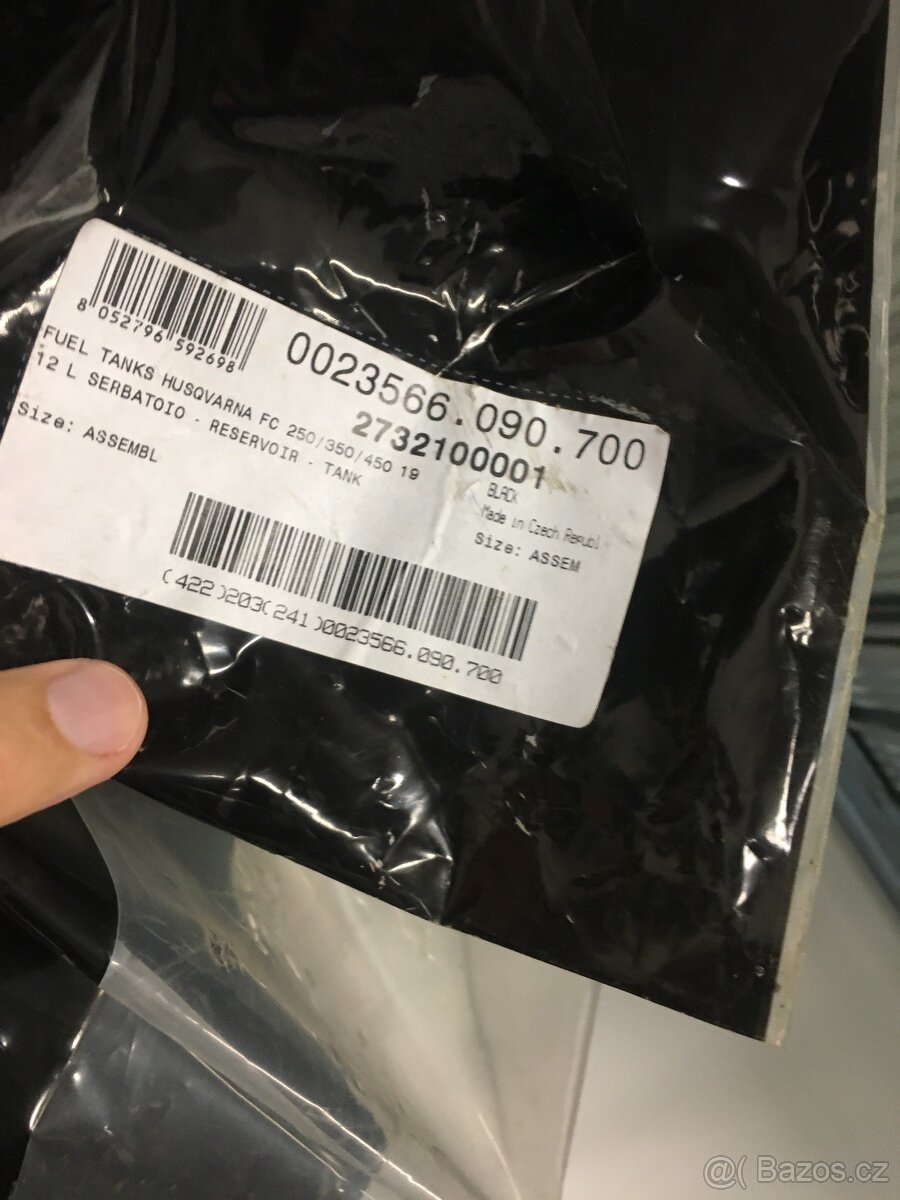 8 052796 592698
0023566.090.700
2732100001
FUEL TANKS HUSQVARNA FC 250/350/450 19
12 L SERBATOIO - RESERVOIR - TANK
BLACK
Made in Czech Republi
Size: ASSEMBL
Size: ASSEM
(422)203(241)0023566.090.700
@( Bazos.cz